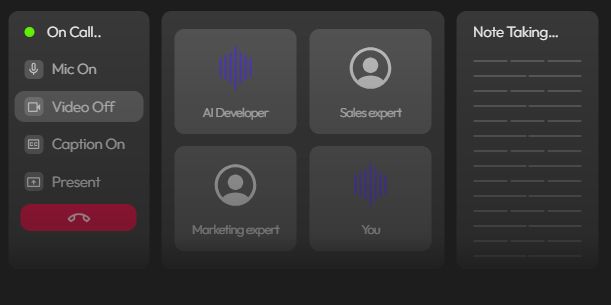 On Call..
Mic On
Video Off
Caption On
Present
AI Developer
Sales expert
Marketing expert
You
Note Taking...